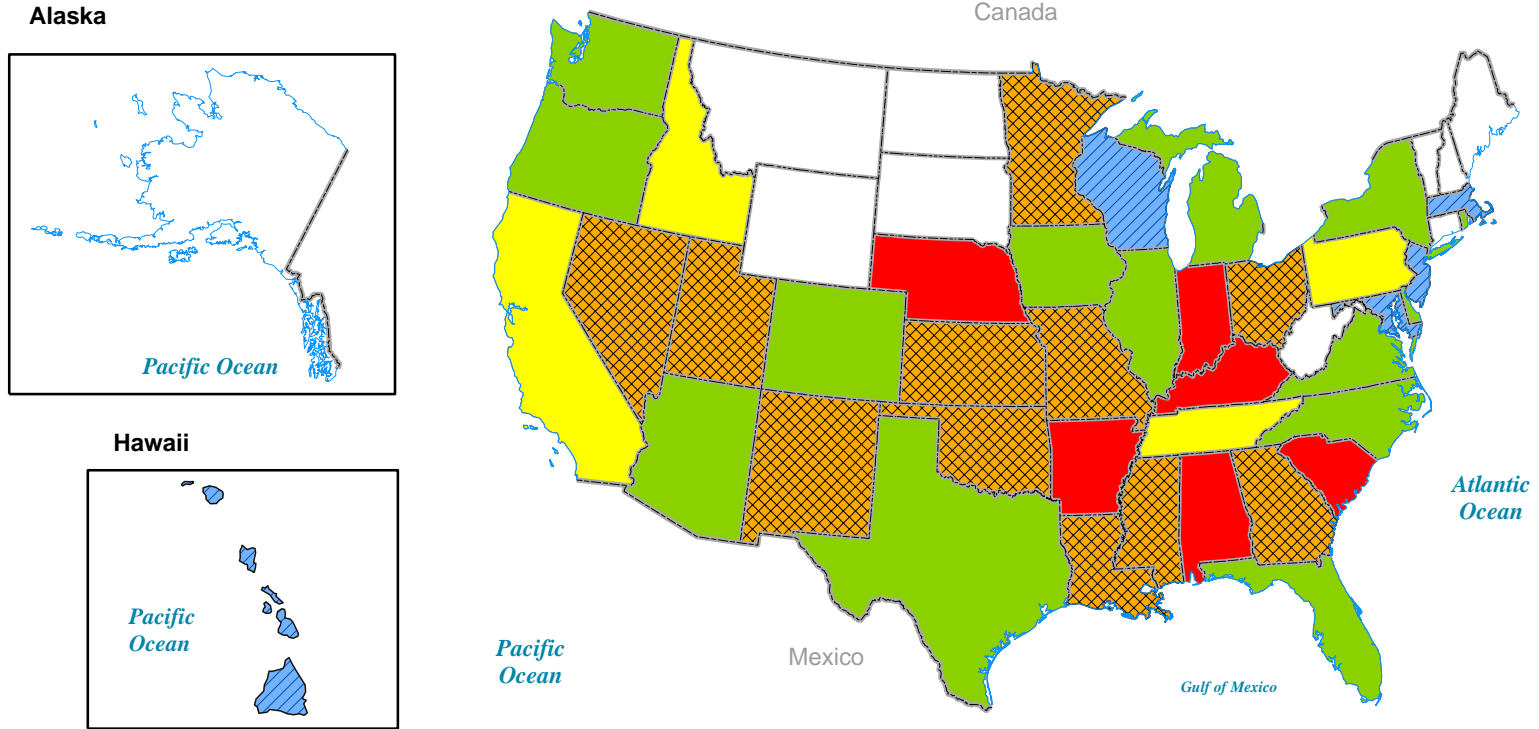 Alaska
Canada
Pacific Ocean
Hawaii
Pacific
Ocean
Pacific
Ocean
Mexico
Gulf of Mexico
Atlantic
Ocean